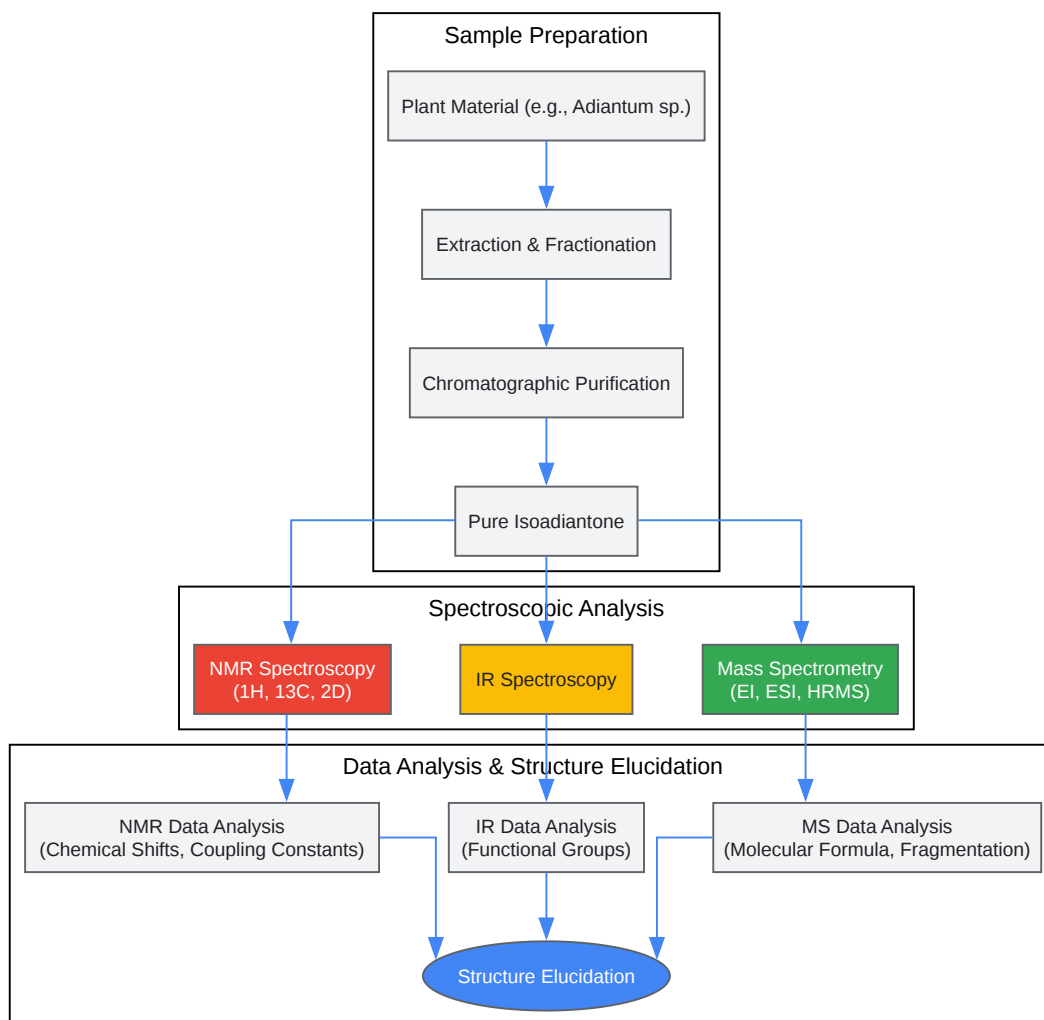 Sample Preparation
Plant Material (e.g., Adiantum sp.)
Extraction & Fractionation
Chromatographic Purification
Pure Isoadiantone
Spectroscopic Analysis
NMR Spectroscopy
(1H, 13C, 2D)
IR Spectroscopy
Mass Spectrometry
(EI, ESI, HRMS)
Data Analysis & Structure Elucidation
NMR Data Analysis
(Chemical Shifts, Coupling Constants)
IR Data Analysis
(Functional Groups)
MS Data Analysis
(Molecular Formula, Fragmentation)
Structure Elucidation